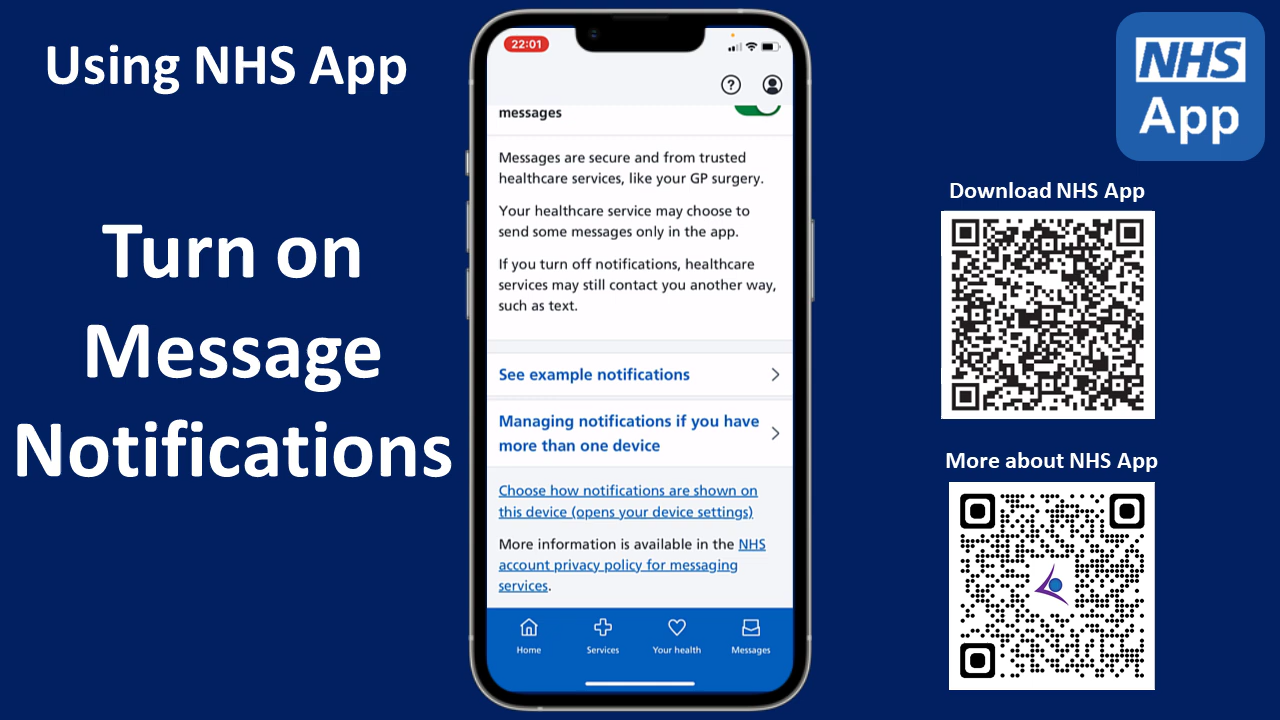 Using NHS App
Turn on
Message
Notifications
22:01
messages
Messages are secure and from trusted
healthcare services, like your GP surgery.
Your healthcare service may choose to
send some messages only in the app.
If you turn off notifications, healthcare
services may still contact you another way,
such as text.
See example notifications
Managing notifications if you have
more than one device
Choose how notifications are shown on
this device (opens your device settings)
More information is available in the NHS
account privacy policy for messaging
services.
Home
Services
Your health
Messages
NHS
App
Download NHS App
More about NHS App